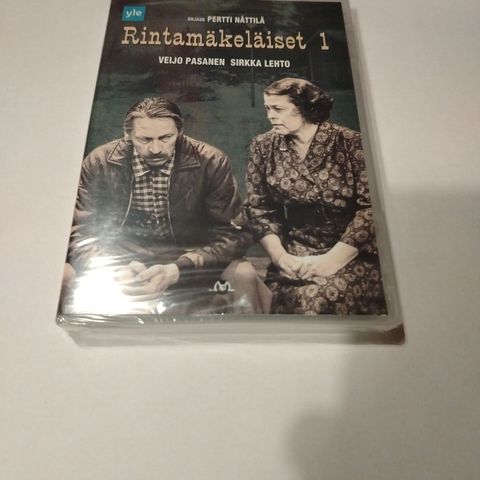 yle
OHJAUS PERTTI NÄTTILÄ
Rintamäkeläiset 1
VEIJO PASANEN SIRKKA LEHTO